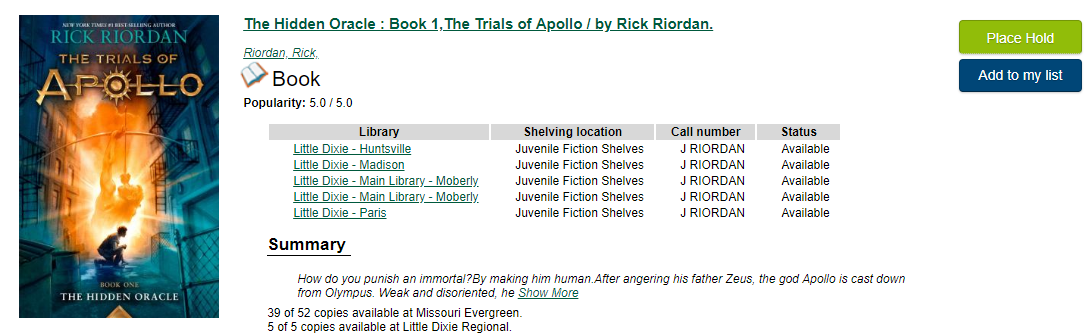 NEW YORK TIMES #1 BEST-SELLING AUTHOR
RICK RIORDAN
THE TRIALS OF
APOLLO
BOOK ONE
THE HIDDEN ORACLE
The Hidden Oracle : Book 1,The Trials of Apollo / by Rick Riordan.
Riordan, Rick,
Book
Popularity: 5.0 / 5.0
Library Shelving location Call number Status
Little Dixie - Huntsville Juvenile Fiction Shelves J RIORDAN Available
Little Dixie - Madison Juvenile Fiction Shelves J RIORDAN Available
Little Dixie - Main Library - Moberly Juvenile Fiction Shelves J RIORDAN Available
Little Dixie - Main Library - Moberly Juvenile Fiction Shelves J RIORDAN Available
Little Dixie - Paris Juvenile Fiction Shelves J RIORDAN Available
Summary
How do you punish an immortal?By making him human.After angering his father Zeus, the god Apollo is cast down
from Olympus. Weak and disoriented, he Show More
39 of 52 copies available at Missouri Evergreen.
5 of 5 copies available at Little Dixie Regional.
Place Hold
Add to my list